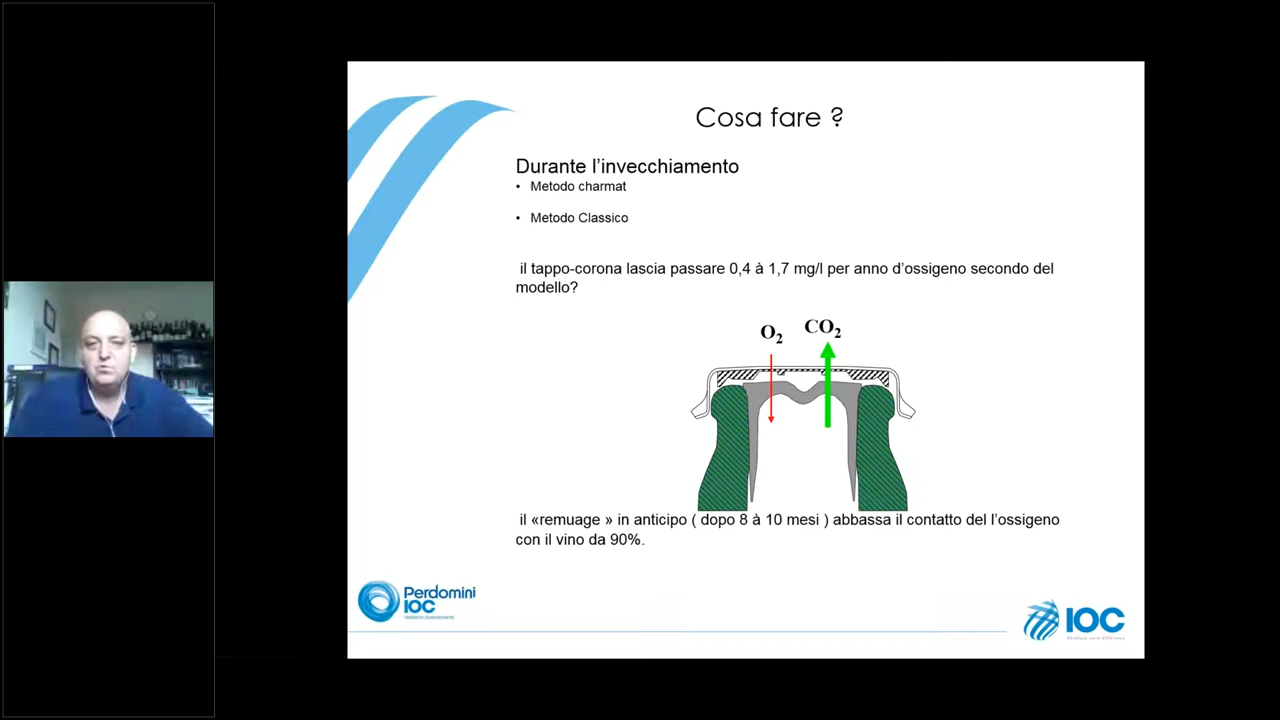 Cosa fare ?
Durante l'invecchiamento
• Metodo charmat
• Metodo Classico
il tappo-corona lascia passare 0,4 à 1,7 mg/l per anno d'ossigeno secondo del
modello?
O2 CO2
il «remuage » in anticipo ( dopo 8 à 10 mesi ) abbassa il contatto del l'ossigeno
con il vino da 90%.
Perdomini
IOC
IOC